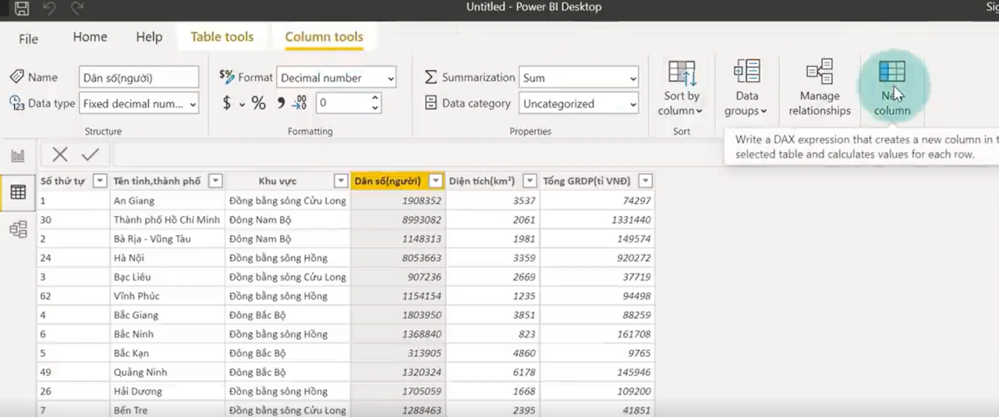 Untitled - Power BI Desktop
File Home Help Table tools Column tools
Name Dân số(người) Format Decimal number Summarization Sum
Data type Fixed decimal num... $ % 0 Data category Uncategorized
Sort by column Data groups Manage relationships New column
Structure Formatting Properties Sort
Write a DAX expression that creates a new column in
selected table and calculates values for each row.
Số thứ tự Tên tỉnh,thành phố Khu vực Dân số(người) Diện tích(km²) Tổng GRDP(tỉ VNĐ)
1 An Giang Đồng bằng sông Cửu Long 1908352 3537 74297
30 Thành phố Hồ Chí Minh Đông Nam Bộ 8993082 2061 1331440
2 Bà Rịa - Vũng Tàu Đông Nam Bộ 1148313 1981 149574
24 Hà Nội Đồng bằng sông Hồng 8053663 3359 920272
3 Bạc Liêu Đồng bằng sông Cửu Long 907236 2669 37719
62 Vĩnh Phúc Đồng bằng sông Hồng 1154154 1235 94498
4 Bắc Giang Đông Bắc Bộ 1803950 3851 88259
6 Bắc Ninh Đồng bằng sông Hồng 1368840 823 161708
5 Bắc Kạn Đông Bắc Bộ 313905 4860 9765
49 Quảng Ninh Đông Bắc Bộ 1320324 6178 145946
26 Hải Dương Đồng bằng sông Hồng 1705059 1668 109200
7 Bến Tre Đồng bằng sông Cửu Long 1288463 2395 41851